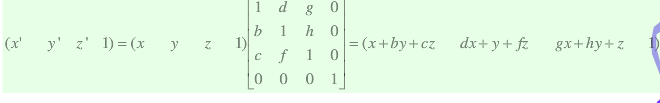 (x' y' z' 1) = (x y z 1) [1 d g 0
b 1 h 0
c f 1 0
0 0 0 1] = (x + by + cz dx + y + fz gx + hy + z 1)